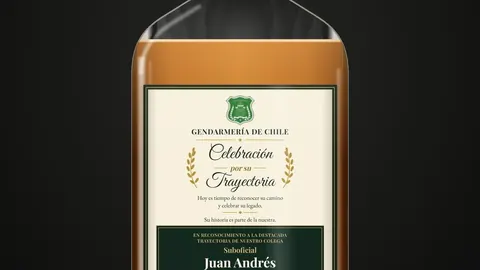 GENDARMERÍA DE CHILE
Celebración
por su
Trayectoria
Hoy es tiempo de reconocer su camino
y celebrar su legado.
Su historia es parte de la nuestra.
EN RECONOCIMIENTO A LA DESTACADA
TRAYECTORIA DE NUESTRO COLEGA
Suboficial
Juan Andrés